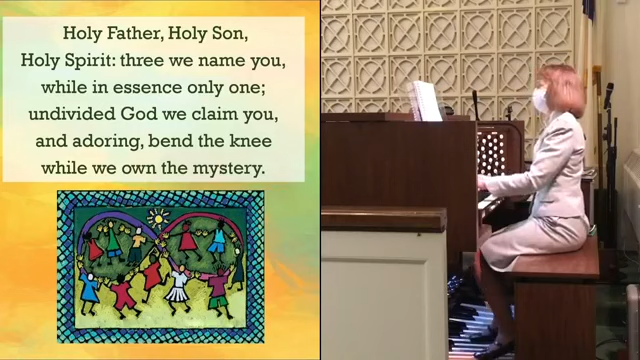 Holy Father, Holy Son,
Holy Spirit: three we name you,
while in essence only one;
undivided God we claim you,
and adoring, bend the knee
while we own the mystery.